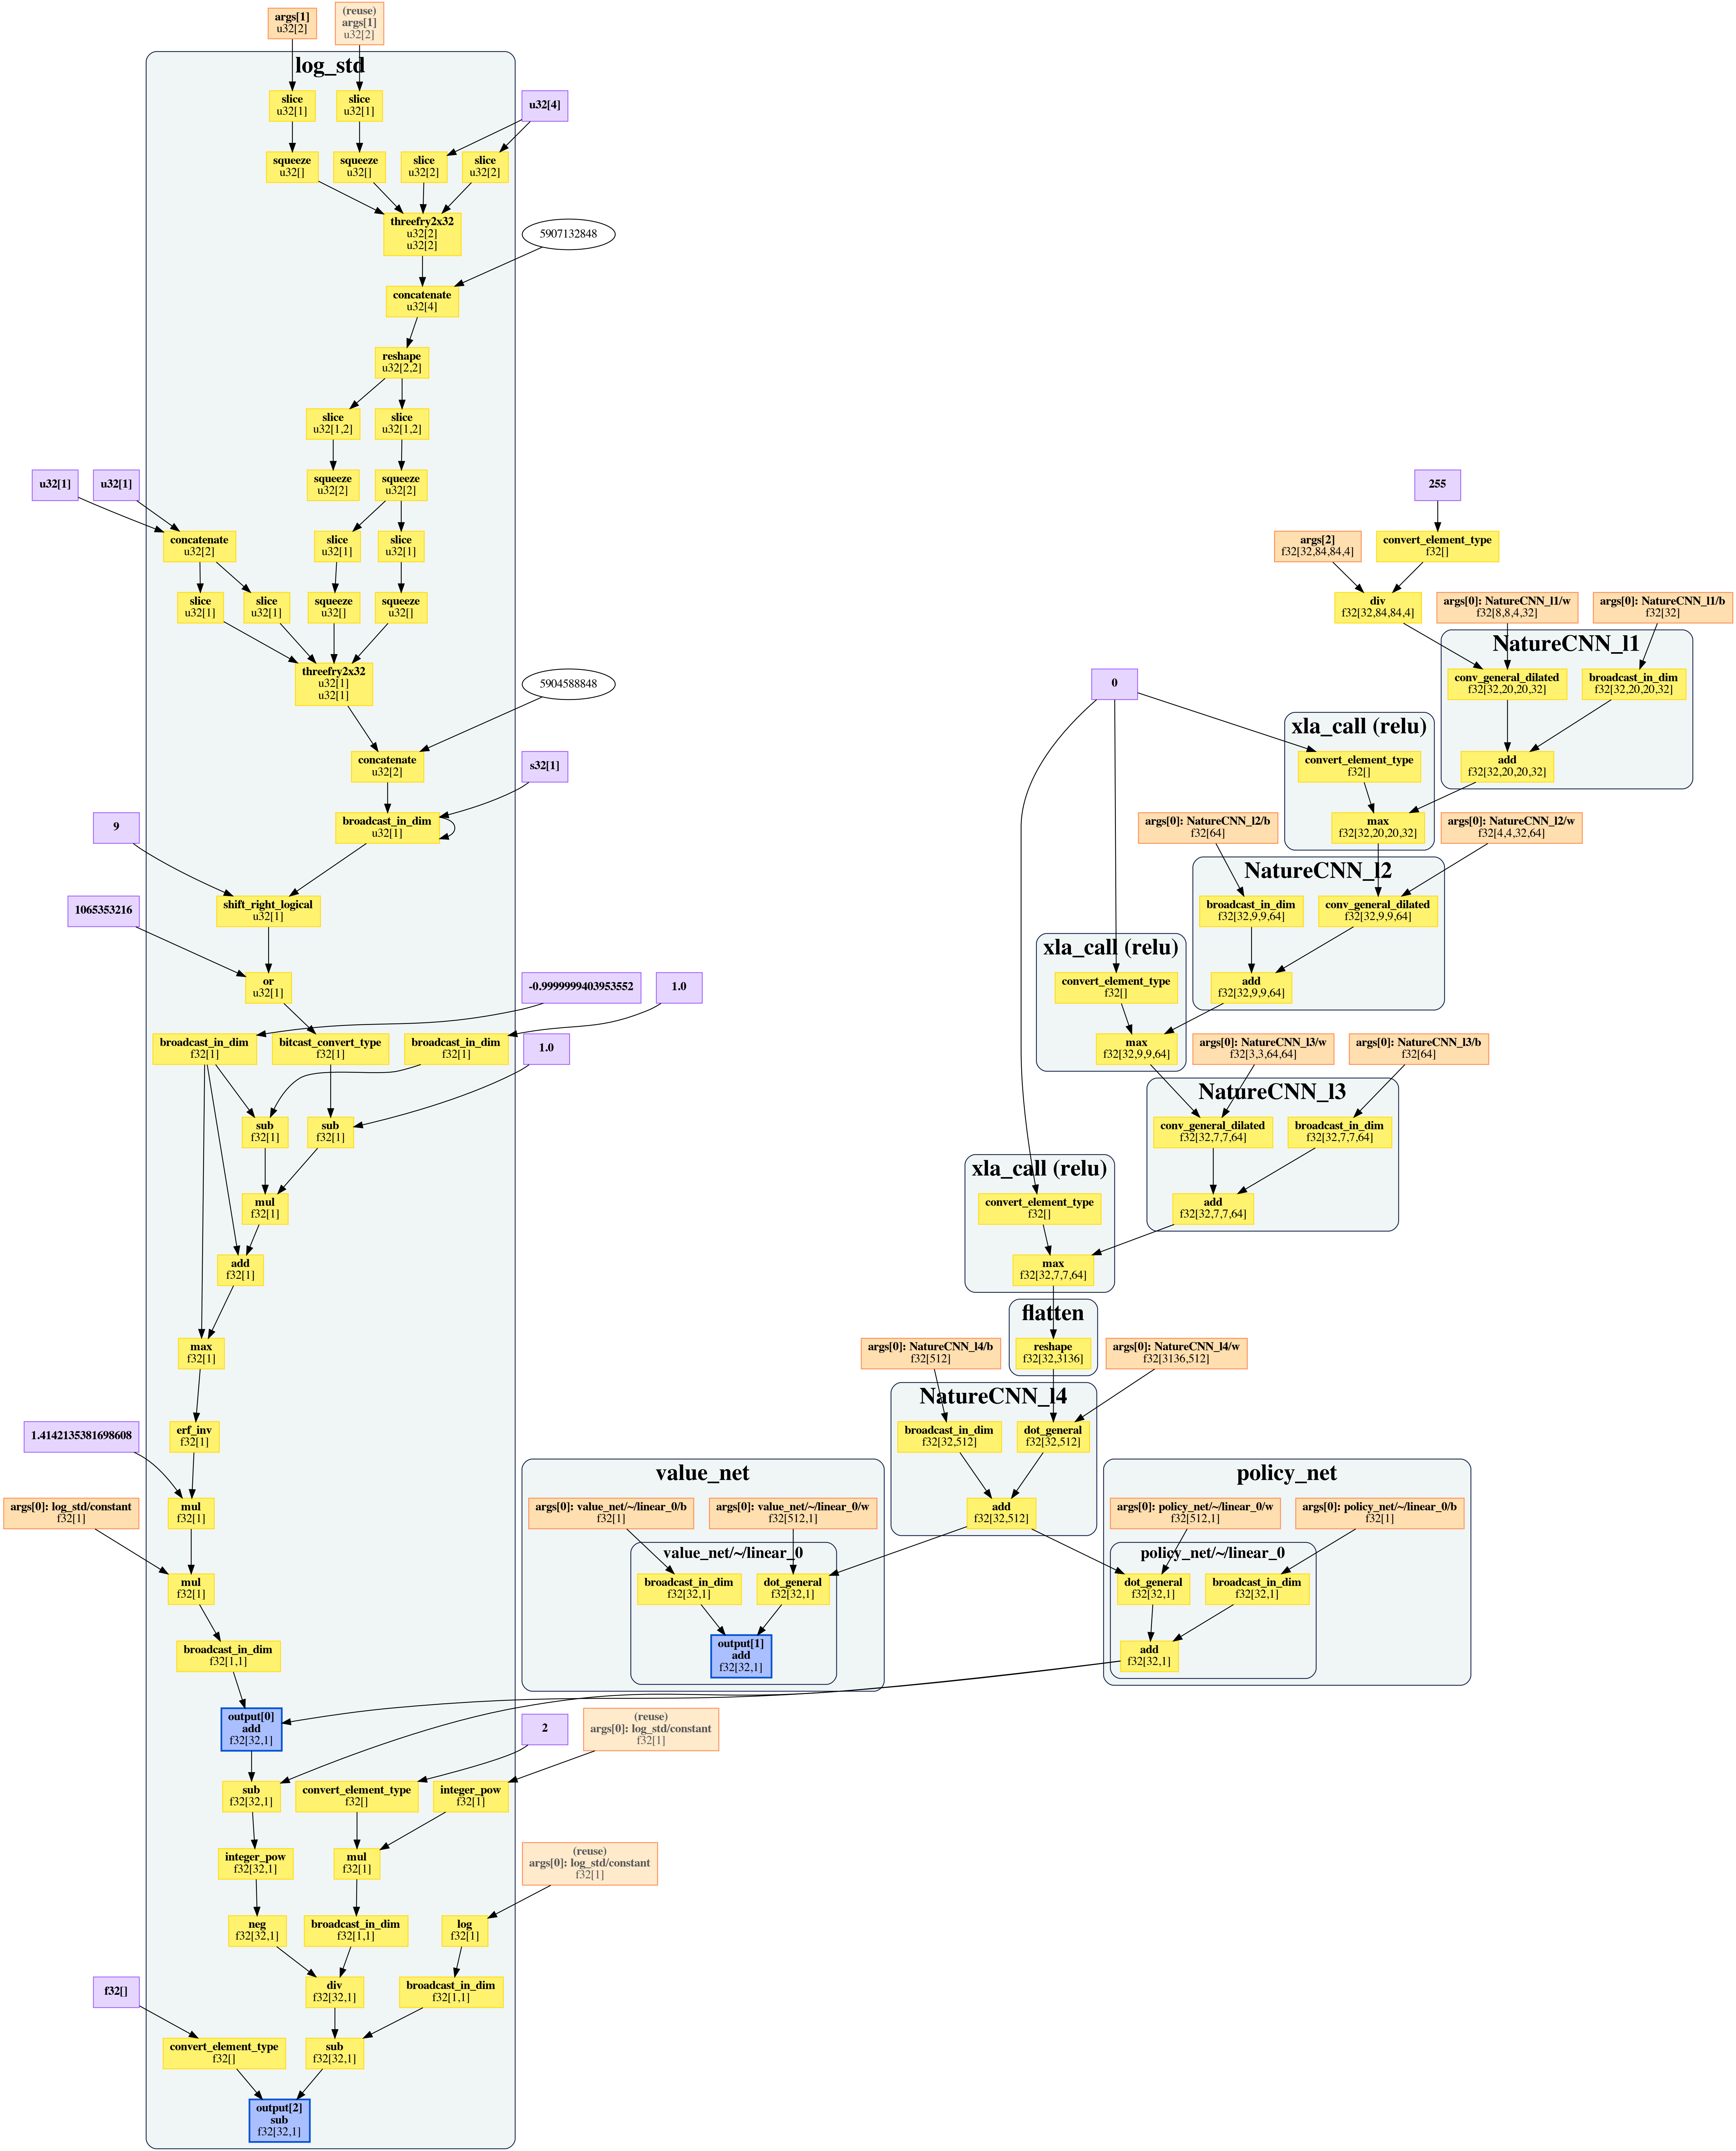 args[1]
u32[2]
(reuse)
args[1]
u32[2]
log_std
slice
u32[1]
slice
u32[1]
u32[4]
squeeze
u32[]
squeeze
u32[]
slice
u32[2]
slice
u32[2]
threefry2x32
u32[2]
u32[2]
5907132848
concatenate
u32[4]
reshape
u32[2,2]
slice
u32[1,2]
slice
u32[1,2]
u32[1]
u32[1]
squeeze
u32[2]
squeeze
u32[2]
concatenate
u32[2]
slice
u32[1]
slice
u32[1]
slice
u32[1]
slice
u32[1]
squeeze
u32[]
squeeze
u32[]
threefry2x32
u32[1]
u32[1]
5904588848
concatenate
u32[2]
s32[1]
broadcast_in_dim
u32[1]
9
shift_right_logical
u32[1]
1065353216
or
u32[1]
-0.9999999403953552
1.0
broadcast_in_dim
f32[1]
bitcast_convert_type
f32[1]
broadcast_in_dim
f32[1]
1.0
sub
f32[1]
sub
f32[1]
mul
f32[1]
add
f32[1]
max
f32[1]
erf_inv
f32[1]
1.4142135381698608
mul
f32[1]
args[0]: log_std/constant
f32[1]
mul
f32[1]
broadcast_in_dim
f32[1,1]
output[0]
add
f32[32,1]
2
(reuse)
args[0]: log_std/constant
f32[1]
sub
f32[32,1]
convert_element_type
f32[]
integer_pow
f32[1]
integer_pow
f32[32,1]
mul
f32[1]
(reuse)
args[0]: log_std/constant
f32[1]
neg
f32[32,1]
broadcast_in_dim
f32[1,1]
log
f32[1]
f32[]
div
f32[32,1]
broadcast_in_dim
f32[1,1]
convert_element_type
f32[]
sub
f32[32,1]
output[2]
sub
f32[32,1]
255
args[2]
f32[32,84,84,4]
convert_element_type
f32[]
div
f32[32,84,84,4]
args[0]: NatureCNN_l1/w
f32[8,8,4,32]
args[0]: NatureCNN_l1/b
f32[32]
NatureCNN_l1
conv_general_dilated
f32[32,20,20,32]
broadcast_in_dim
f32[32,20,20,32]
add
f32[32,20,20,32]
0
xla_call (relu)
convert_element_type
f32[]
max
f32[32,20,20,32]
args[0]: NatureCNN_l2/b
f32[64]
args[0]: NatureCNN_l2/w
f32[4,4,32,64]
NatureCNN_l2
broadcast_in_dim
f32[32,9,9,64]
conv_general_dilated
f32[32,9,9,64]
add
f32[32,9,9,64]
xla_call (relu)
convert_element_type
f32[]
max
f32[32,9,9,64]
args[0]: NatureCNN_l3/w
f32[3,3,64,64]
args[0]: NatureCNN_l3/b
f32[64]
NatureCNN_l3
conv_general_dilated
f32[32,7,7,64]
broadcast_in_dim
f32[32,7,7,64]
add
f32[32,7,7,64]
xla_call (relu)
convert_element_type
f32[]
max
f32[32,7,7,64]
flatten
reshape
f32[32,3136]
args[0]: NatureCNN_l4/b
f32[512]
args[0]: NatureCNN_l4/w
f32[3136,512]
NatureCNN_l4
broadcast_in_dim
f32[32,512]
dot_general
f32[32,512]
add
f32[32,512]
value_net
args[0]: value_net/~/linear_0/b
f32[1]
args[0]: value_net/~/linear_0/w
f32[512,1]
value_net/~/linear_0
broadcast_in_dim
f32[32,1]
dot_general
f32[32,1]
output[1]
add
f32[32,1]
policy_net
args[0]: policy_net/~/linear_0/w
f32[512,1]
args[0]: policy_net/~/linear_0/b
f32[1]
policy_net/~/linear_0
dot_general
f32[32,1]
broadcast_in_dim
f32[32,1]
add
f32[32,1]